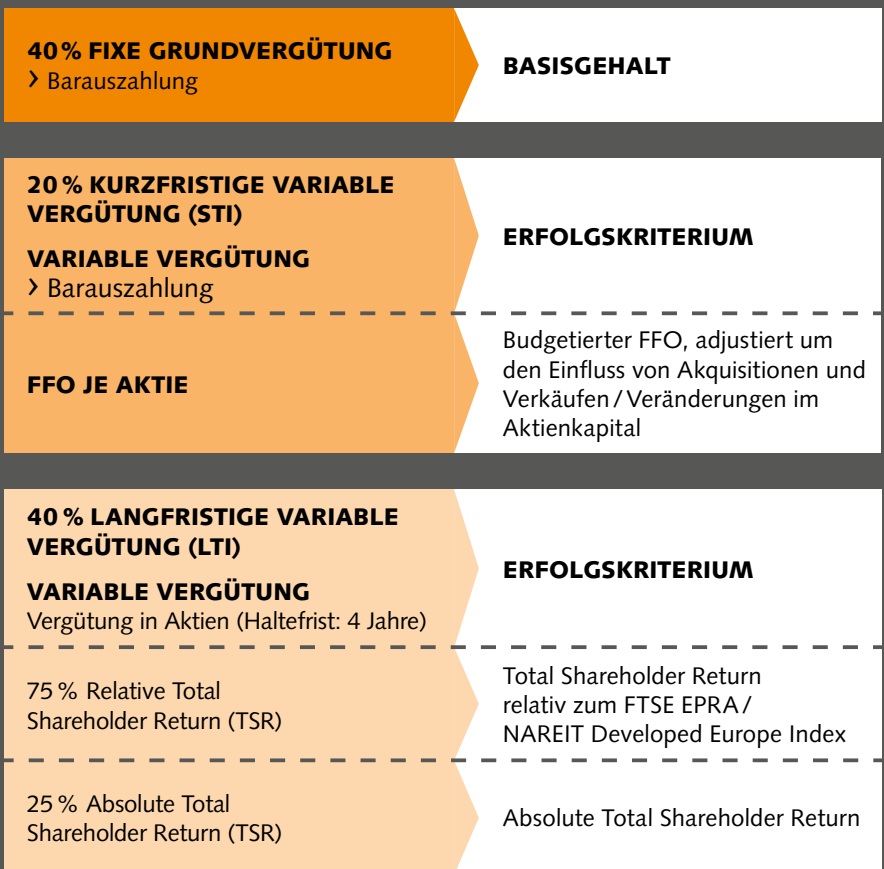 40 % FIXE GRUNDVERGÜTUNG
› Barauszahlung
BASISGEHALT
20 % KURZFRISTIGE VARIABLE
VERGÜTUNG (STI)
VARIABLE VERGÜTUNG
› Barauszahlung
ERFOLGSKRITERIUM
FFO JE AKTIE
Budgetierter FFO, adjustiert um
den Einfluss von Akquisitionen und
Verkäufen / Veränderungen im
Aktienkapital
40 % LANGFRISTIGE VARIABLE
VERGÜTUNG (LTI)
VARIABLE VERGÜTUNG
Vergütung in Aktien (Haltefrist: 4 Jahre)
ERFOLGSKRITERIUM
75 % Relative Total
Shareholder Return (TSR)
Total Shareholder Return
relativ zum FTSE EPRA /
NAREIT Developed Europe Index
25 % Absolute Total
Shareholder Return (TSR)
Absolute Total Shareholder Return